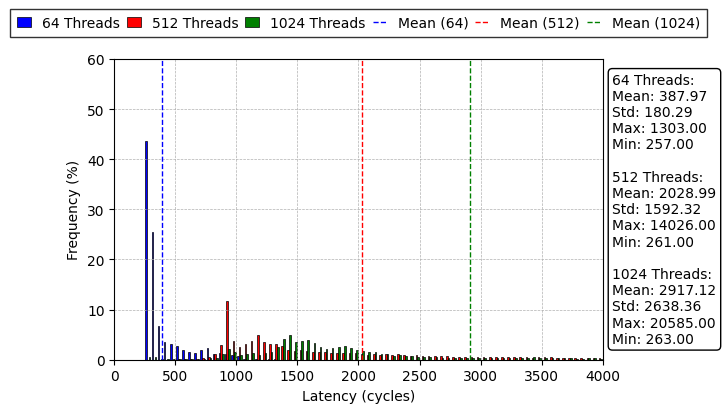 64 Threads 512 Threads 1024 Threads Mean (64) Mean (512) Mean (1024)
60
50
40
30
20
10
0
Frequency (%)
0 500 1000 1500 2000 2500 3000 3500 4000
Latency (cycles)
64 Threads:
Mean: 387.97
Std: 180.29
Max: 1303.00
Min: 257.00
512 Threads:
Mean: 2028.99
Std: 1592.32
Max: 14026.00
Min: 261.00
1024 Threads:
Mean: 2917.12
Std: 2638.36
Max: 20585.00
Min: 263.00